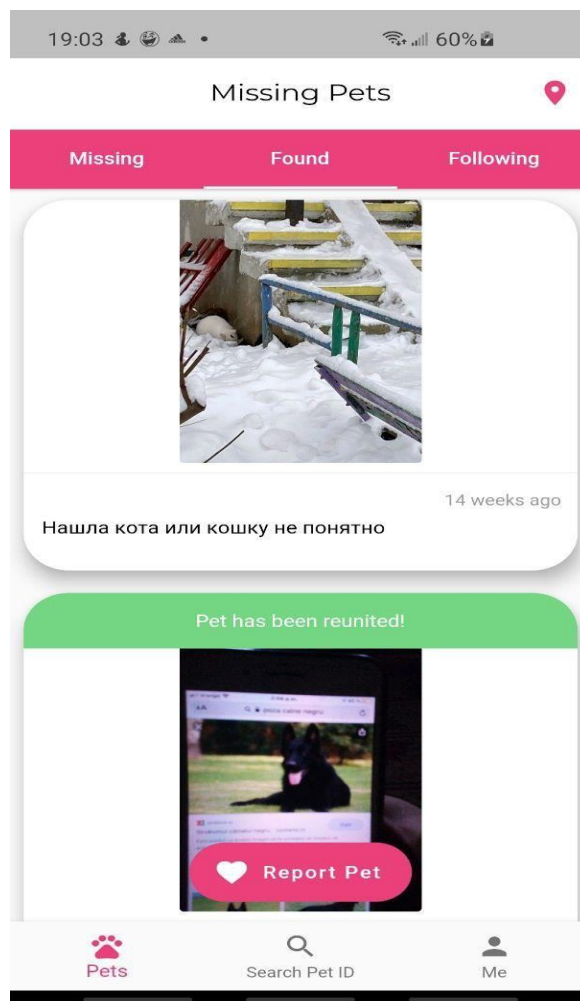 19:03
60%
Missing Pets
Missing Found Following
14 weeks ago
Нашла кота или кошку не понятно
Pet has been reunited!
Report Pet
Pets Search Pet ID Me